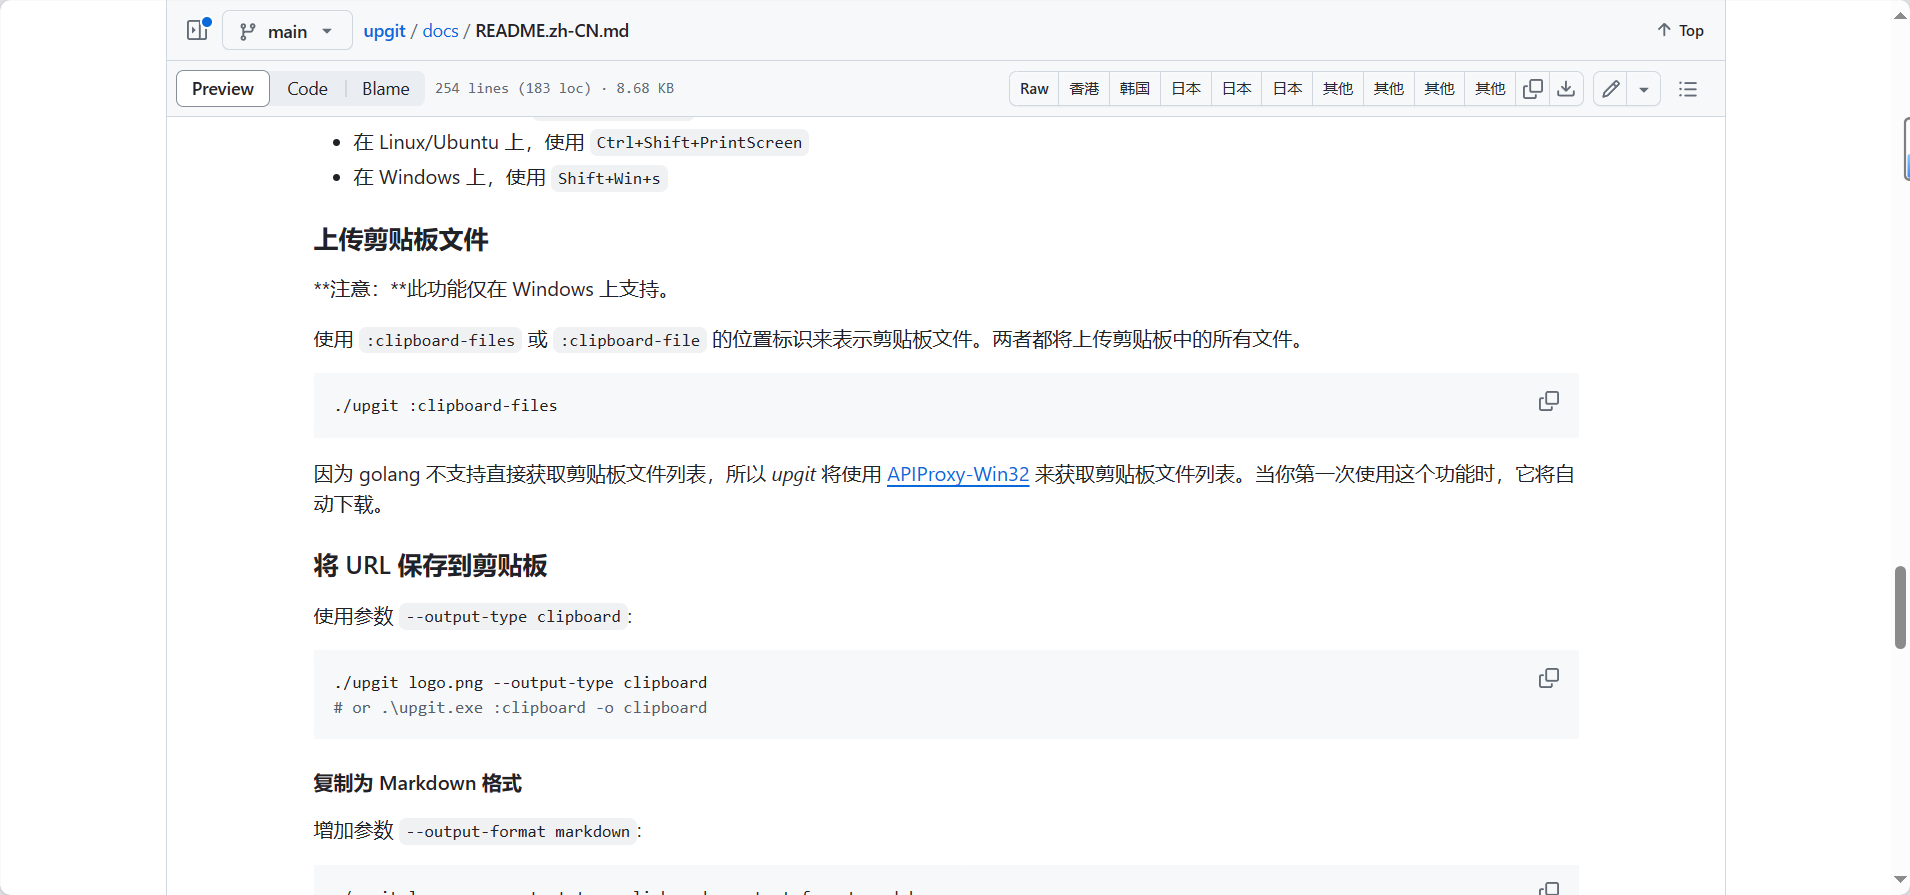 main
upgit / docs / README.zh-CN.md
Top
Preview Code Blame 254 lines (183 loc) · 8.68 KB Raw 香港 韩国 日本 日本 日本 其他 其他 其他 其他
在 Linux/Ubuntu 上，使用 Ctrl+Shift+PrintScreen
在 Windows 上，使用 Shift+Win+s
上传剪贴板文件
**注意：**此功能仅在 Windows 上支持。
使用 :clipboard-files 或 :clipboard-file 的位置标识来表示剪贴板文件。两者都将上传剪贴板中的所有文件。
./upgit :clipboard-files
因为 golang 不支持直接获取剪贴板文件列表，所以 upgit 将使用 APIProxy-Win32 来获取剪贴板文件列表。当你第一次使用这个功能时，它将自
动下载。
将 URL 保存到剪贴板
使用参数 --output-type clipboard：
./upgit logo.png --output-type clipboard
# or .\upgit.exe :clipboard -o clipboard
复制为 Markdown 格式
增加参数 --output-format markdown：